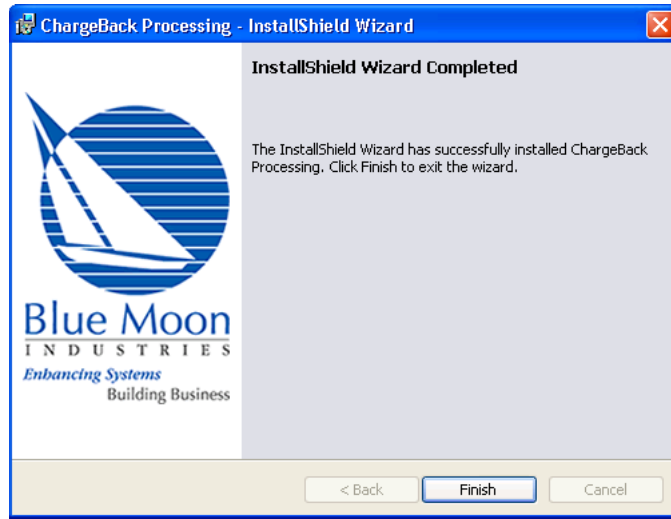 ChargeBack Processing - InstallShield Wizard
InstallShield Wizard Completed
The InstallShield Wizard has successfully installed ChargeBack
Processing. Click Finish to exit the wizard.
Blue Moon
INDUSTRIES
Enhancing Systems
Building Business
< Back
Finish
Cancel